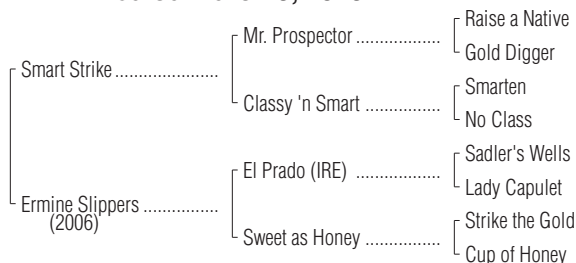 Raise a Native
Mr. Prospector ..................
Gold Digger
Smart Strike ......................
Smarten
Classy 'n Smart ................
No Class
Sadler's Wells
El Prado (IRE) ..................
Lady Capulet
Ermine Slippers ................
(2006)
Strike the Gold
Sweet as Honey ................
Cup of Honey